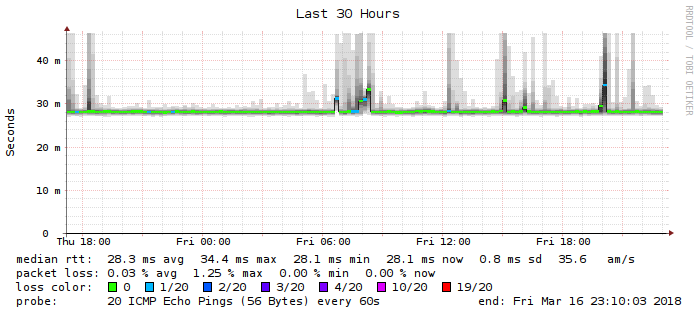 Last 30 Hours
RRDTOOL / TOBI OETIKER
Seconds
40 m
30 m
20 m
10 m
0
Thu 18:00 Fri 00:00 Fri 06:00 Fri 12:00 Fri 18:00
median rtt: 28.3 ms avg 34.4 ms max 28.1 ms min 28.1 ms now 0.8 ms sd 35.6 am/s
packet loss: 0.03 % avg 1.25 % max 0.00 % min 0.00 % now
loss color: 0 1/20 2/20 3/20 4/20 10/20 19/20
probe: 20 ICMP Echo Pings (56 Bytes) every 60s end: Fri Mar 16 23:10:03 2018